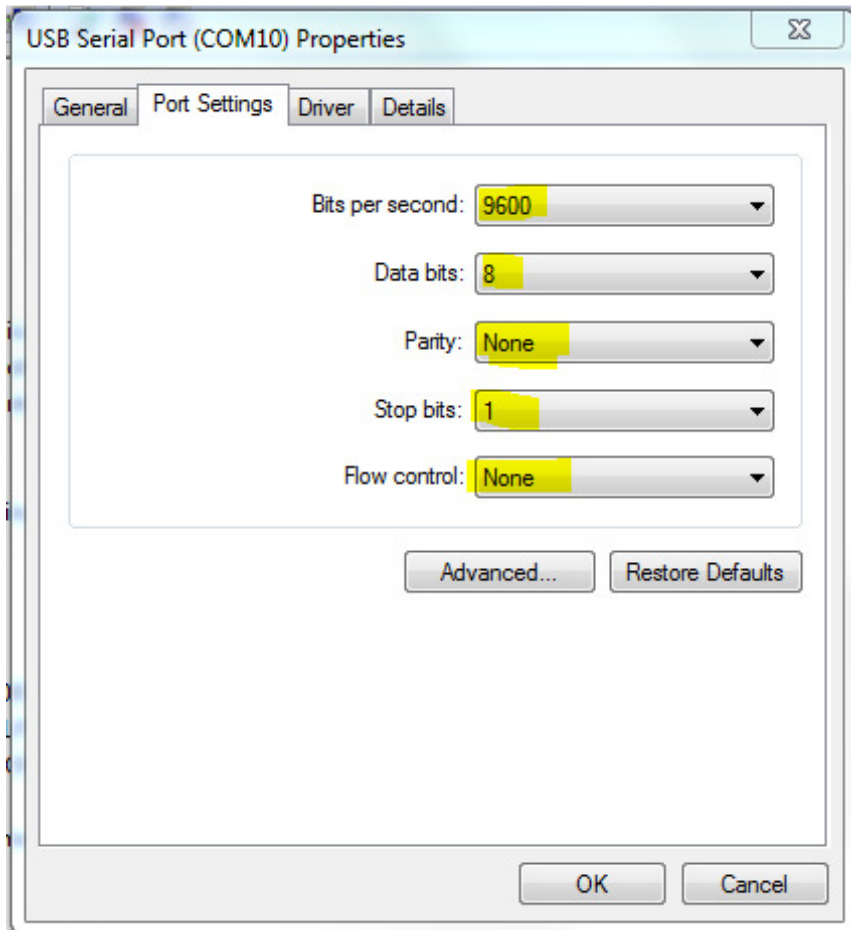 USB Serial Port (COM10) Properties
General Port Settings Driver Details
Bits per second: 9600
Data bits: 8
Parity: None
Stop bits: 1
Flow control: None
Advanced... Restore Defaults
OK Cancel